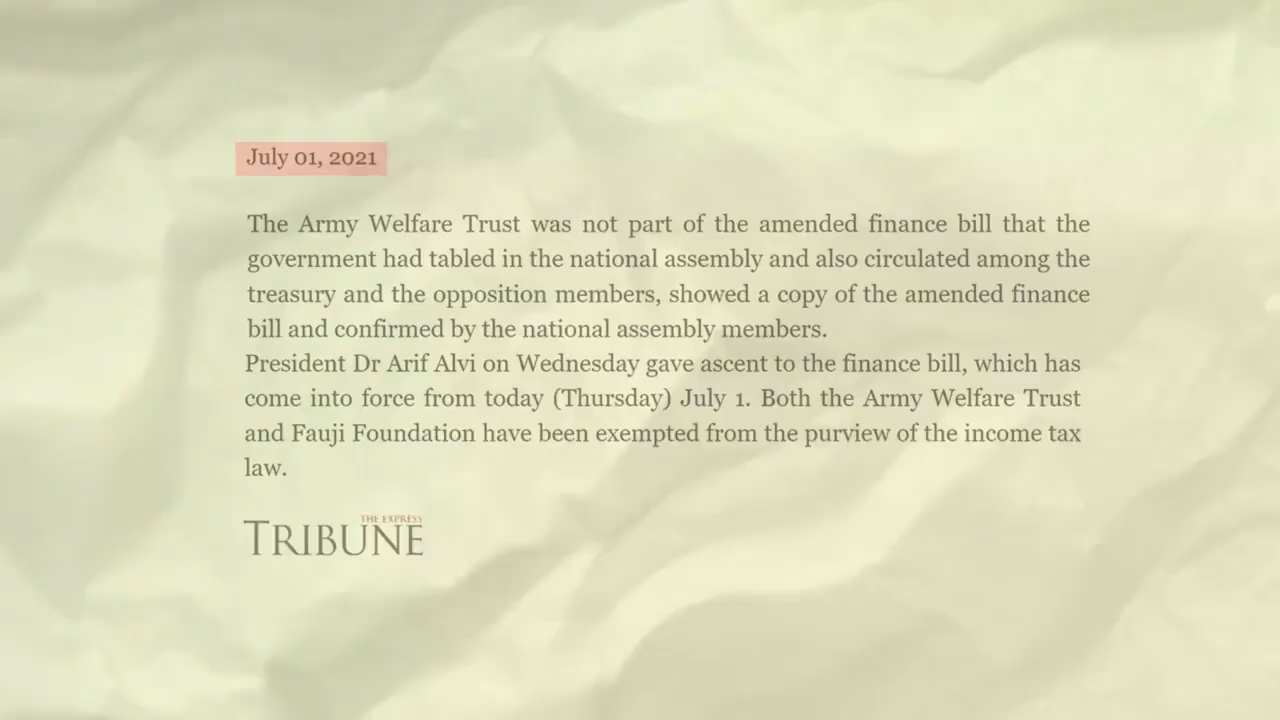 July 01, 2021
The Army Welfare Trust was not part of the amended finance bill that the
government had tabled in the national assembly and also circulated among the
treasury and the opposition members, showed a copy of the amended finance
bill and confirmed by the national assembly members.
President Dr Arif Alvi on Wednesday gave ascent to the finance bill, which has
come into force from today (Thursday) July 1. Both the Army Welfare Trust
and Fauji Foundation have been exempted from the purview of the income tax
law.
THE EXPRESS
TRIBUNE